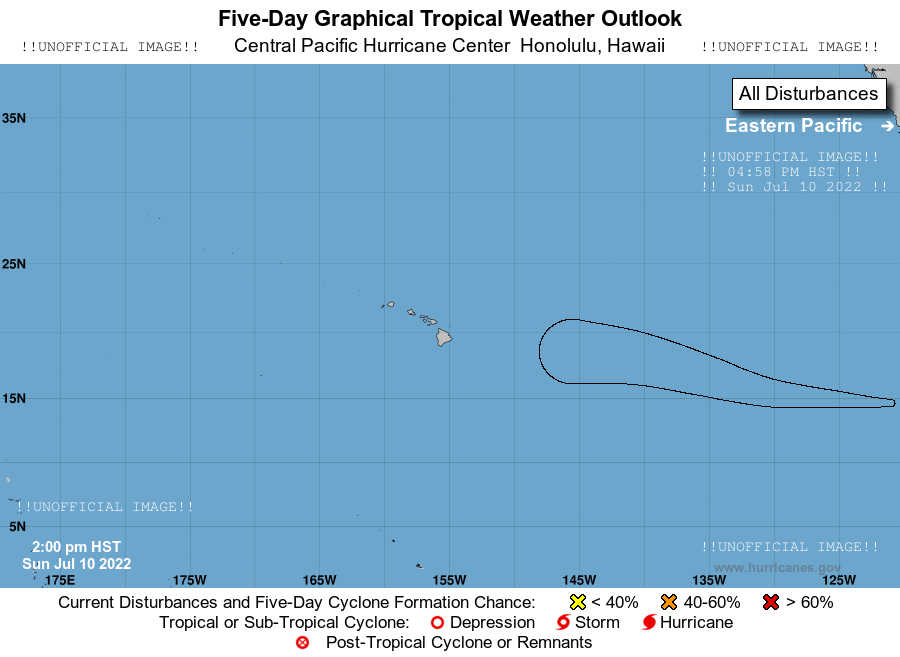 Five-Day Graphical Tropical Weather Outlook
!!UNOFFICIAL IMAGE!! Central Pacific Hurricane Center Honolulu, Hawaii !!UNOFFICIAL IMAGE!!
All Disturbances
35N
Eastern Pacific
!!UNOFFICIAL IMAGE!!
!! 04:58 PM HST !!
!! Sun Jul 10 2022 !!
25N
15N
!!UNOFFICIAL IMAGE!!
5N
2:00 pm HST
Sun Jul 10 2022
!!UNOFFICIAL IMAGE!!
www.hurricanes.gov
175E 175W 165W 155W 145W 135W 125W
Current Disturbances and Five-Day Cyclone Formation Chance: < 40% 40-60% > 60%
Tropical or Sub-Tropical Cyclone: Depression Storm Hurricane
Post-Tropical Cyclone or Remnants